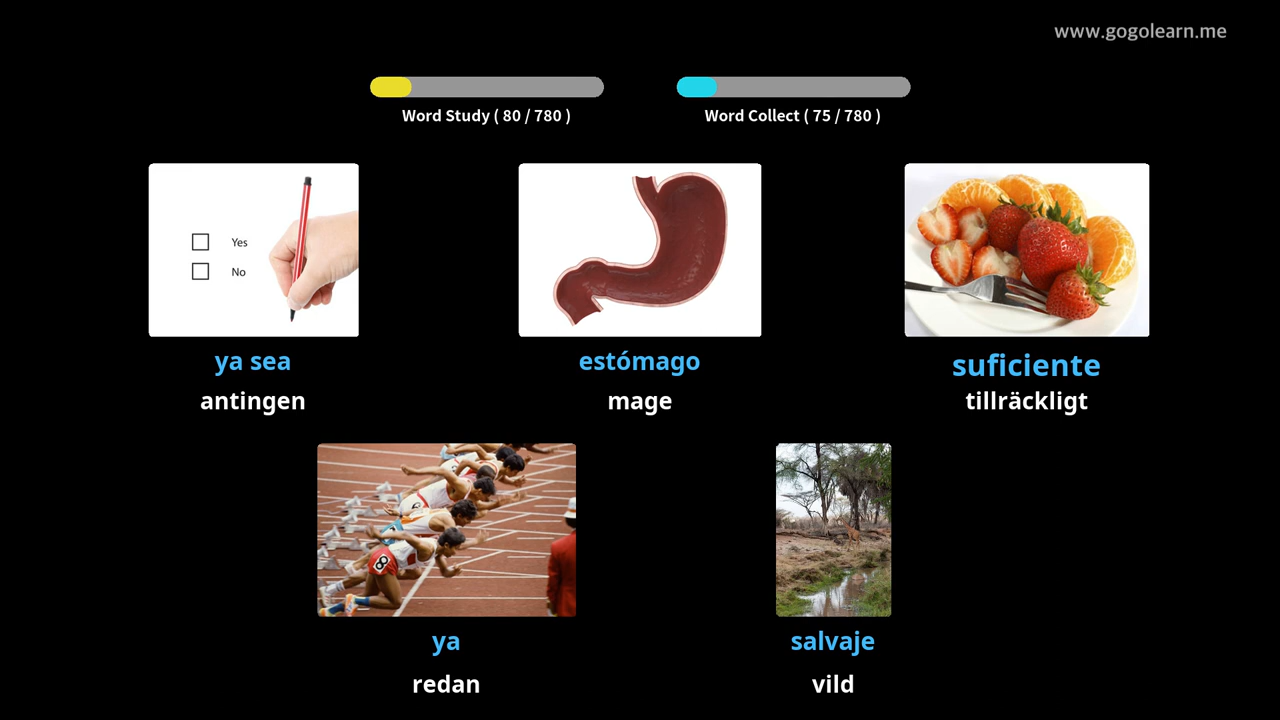 www.gogolearn.me
Word Study ( 80 / 780 )
Word Collect ( 75 / 780 )
Yes
No
ya sea
estómago
suficiente
antingen
mage
tillräckligt
8
ya
salvaje
redan
vild